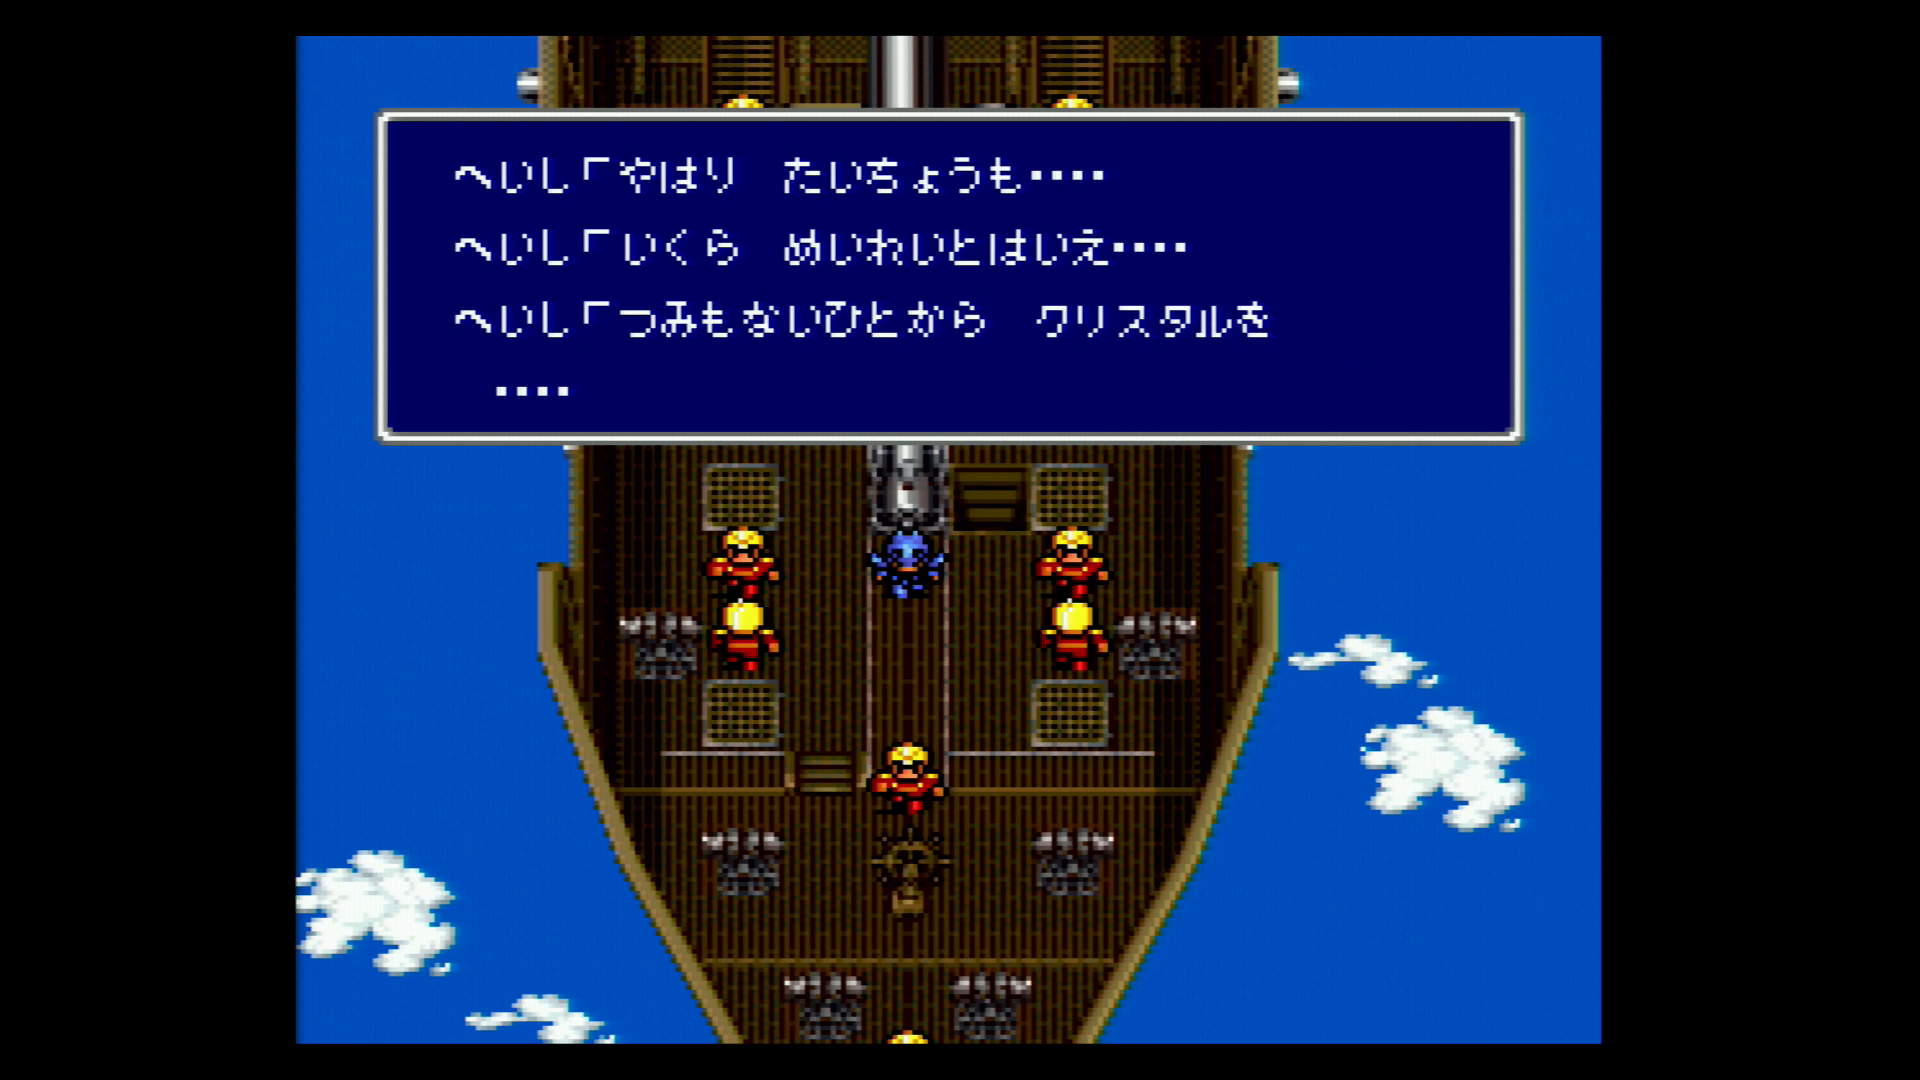 へいし「やはり　たいちょうも‥‥
へいし「いくら　めいれいとはいえ‥‥
へいし「つみもないひとから　クリスタルを
‥‥